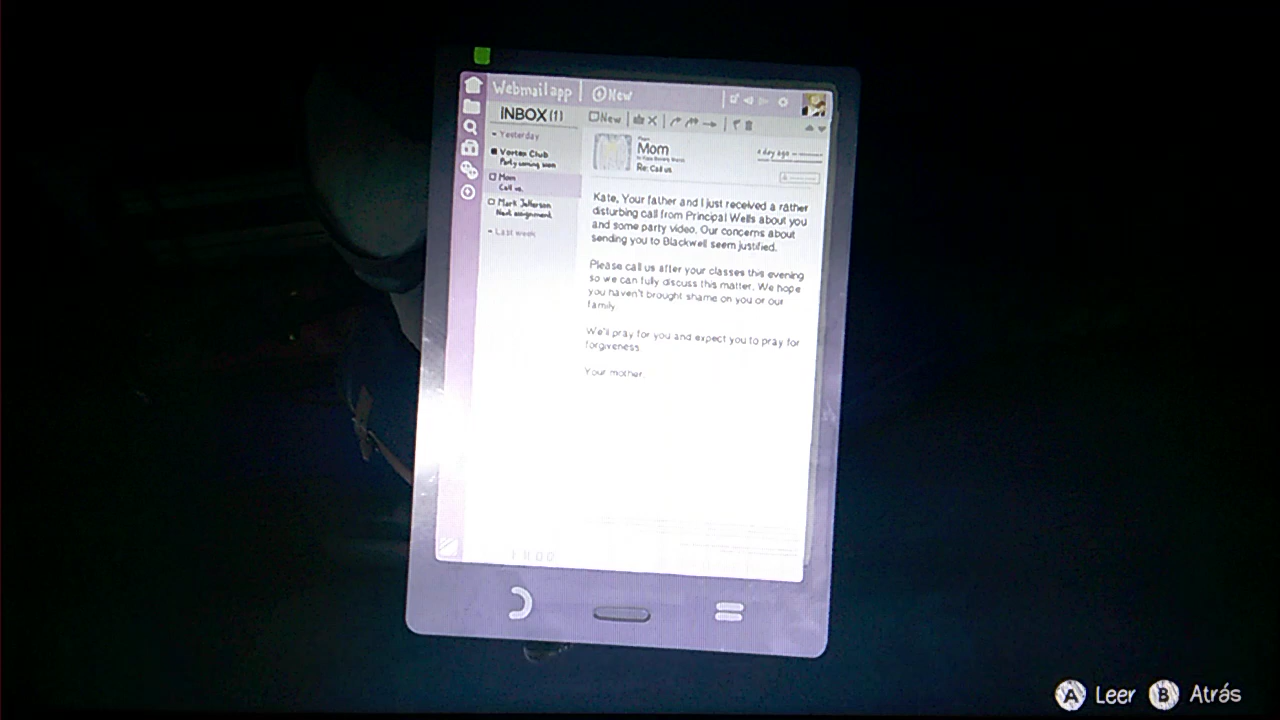 Webmail app
New
INBOX (1)
Yesterday
Vortex Club
Party coming soon
Mom
Call us.
Mark Jefferson
Next assignment
Last week
New
From:
Mom
Re: Call us.
a day ago
Kate, Your father and I just received a rather
disturbing call from Principal Wells about you
and some party video. Our concerns about
sending you to Blackwell seem justified.
Please call us after your classes this evening
so we can fully discuss this matter. We hope
you haven't brought shame on you or our
family.
We'll pray for you and expect you to pray for
forgiveness.
Your mother.
A Leer B Atrás